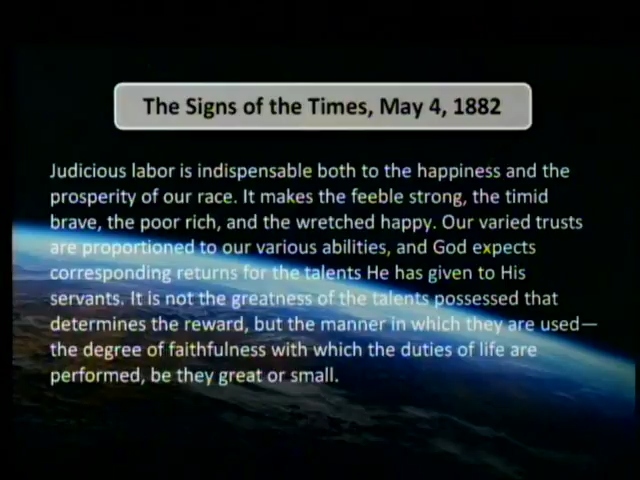 The Signs of the Times, May 4, 1882
Judicious labor is indispensable both to the happiness and the
prosperity of our race. It makes the feeble strong, the timid
brave, the poor rich, and the wretched happy. Our varied trusts
are proportioned to our various abilities, and God expects
corresponding returns for the talents He has given to His
servants. It is not the greatness of the talents possessed that
determines the reward, but the manner in which they are used—
the degree of faithfulness with which the duties of life are
performed, be they great or small.